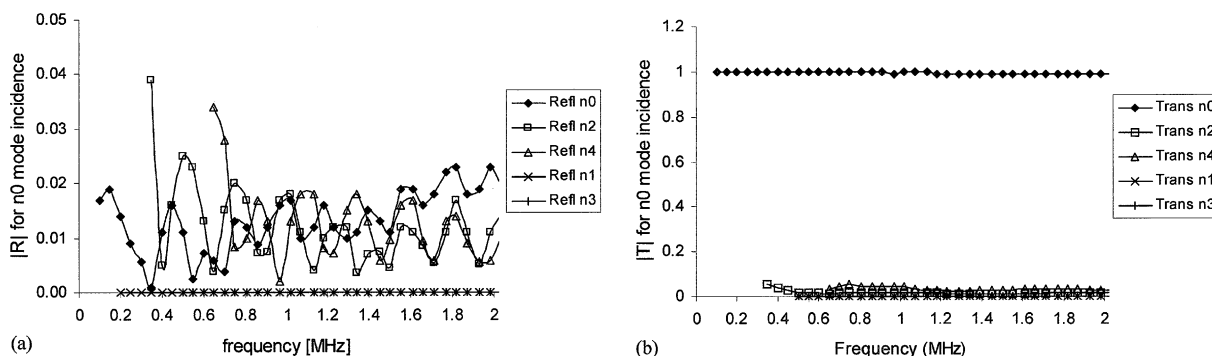 |R| for n0 mode incidence
0.05
0.04
0.03
0.02
0.01
0.00
0 0.2 0.4 0.6 0.8 1 1.2 1.4 1.6 1.8 2
frequency [MHz]
Refl n0
Refl n2
Refl n4
Refl n1
Refl n3
(a)
|T| for n0 mode incidence
1.2
1
0.8
0.6
0.4
0.2
0
0 0.2 0.4 0.6 0.8 1 1.2 1.4 1.6 1.8 2
Frequency (MHz)
Trans n0
Trans n2
Trans n4
Trans n1
Trans n3
(b)